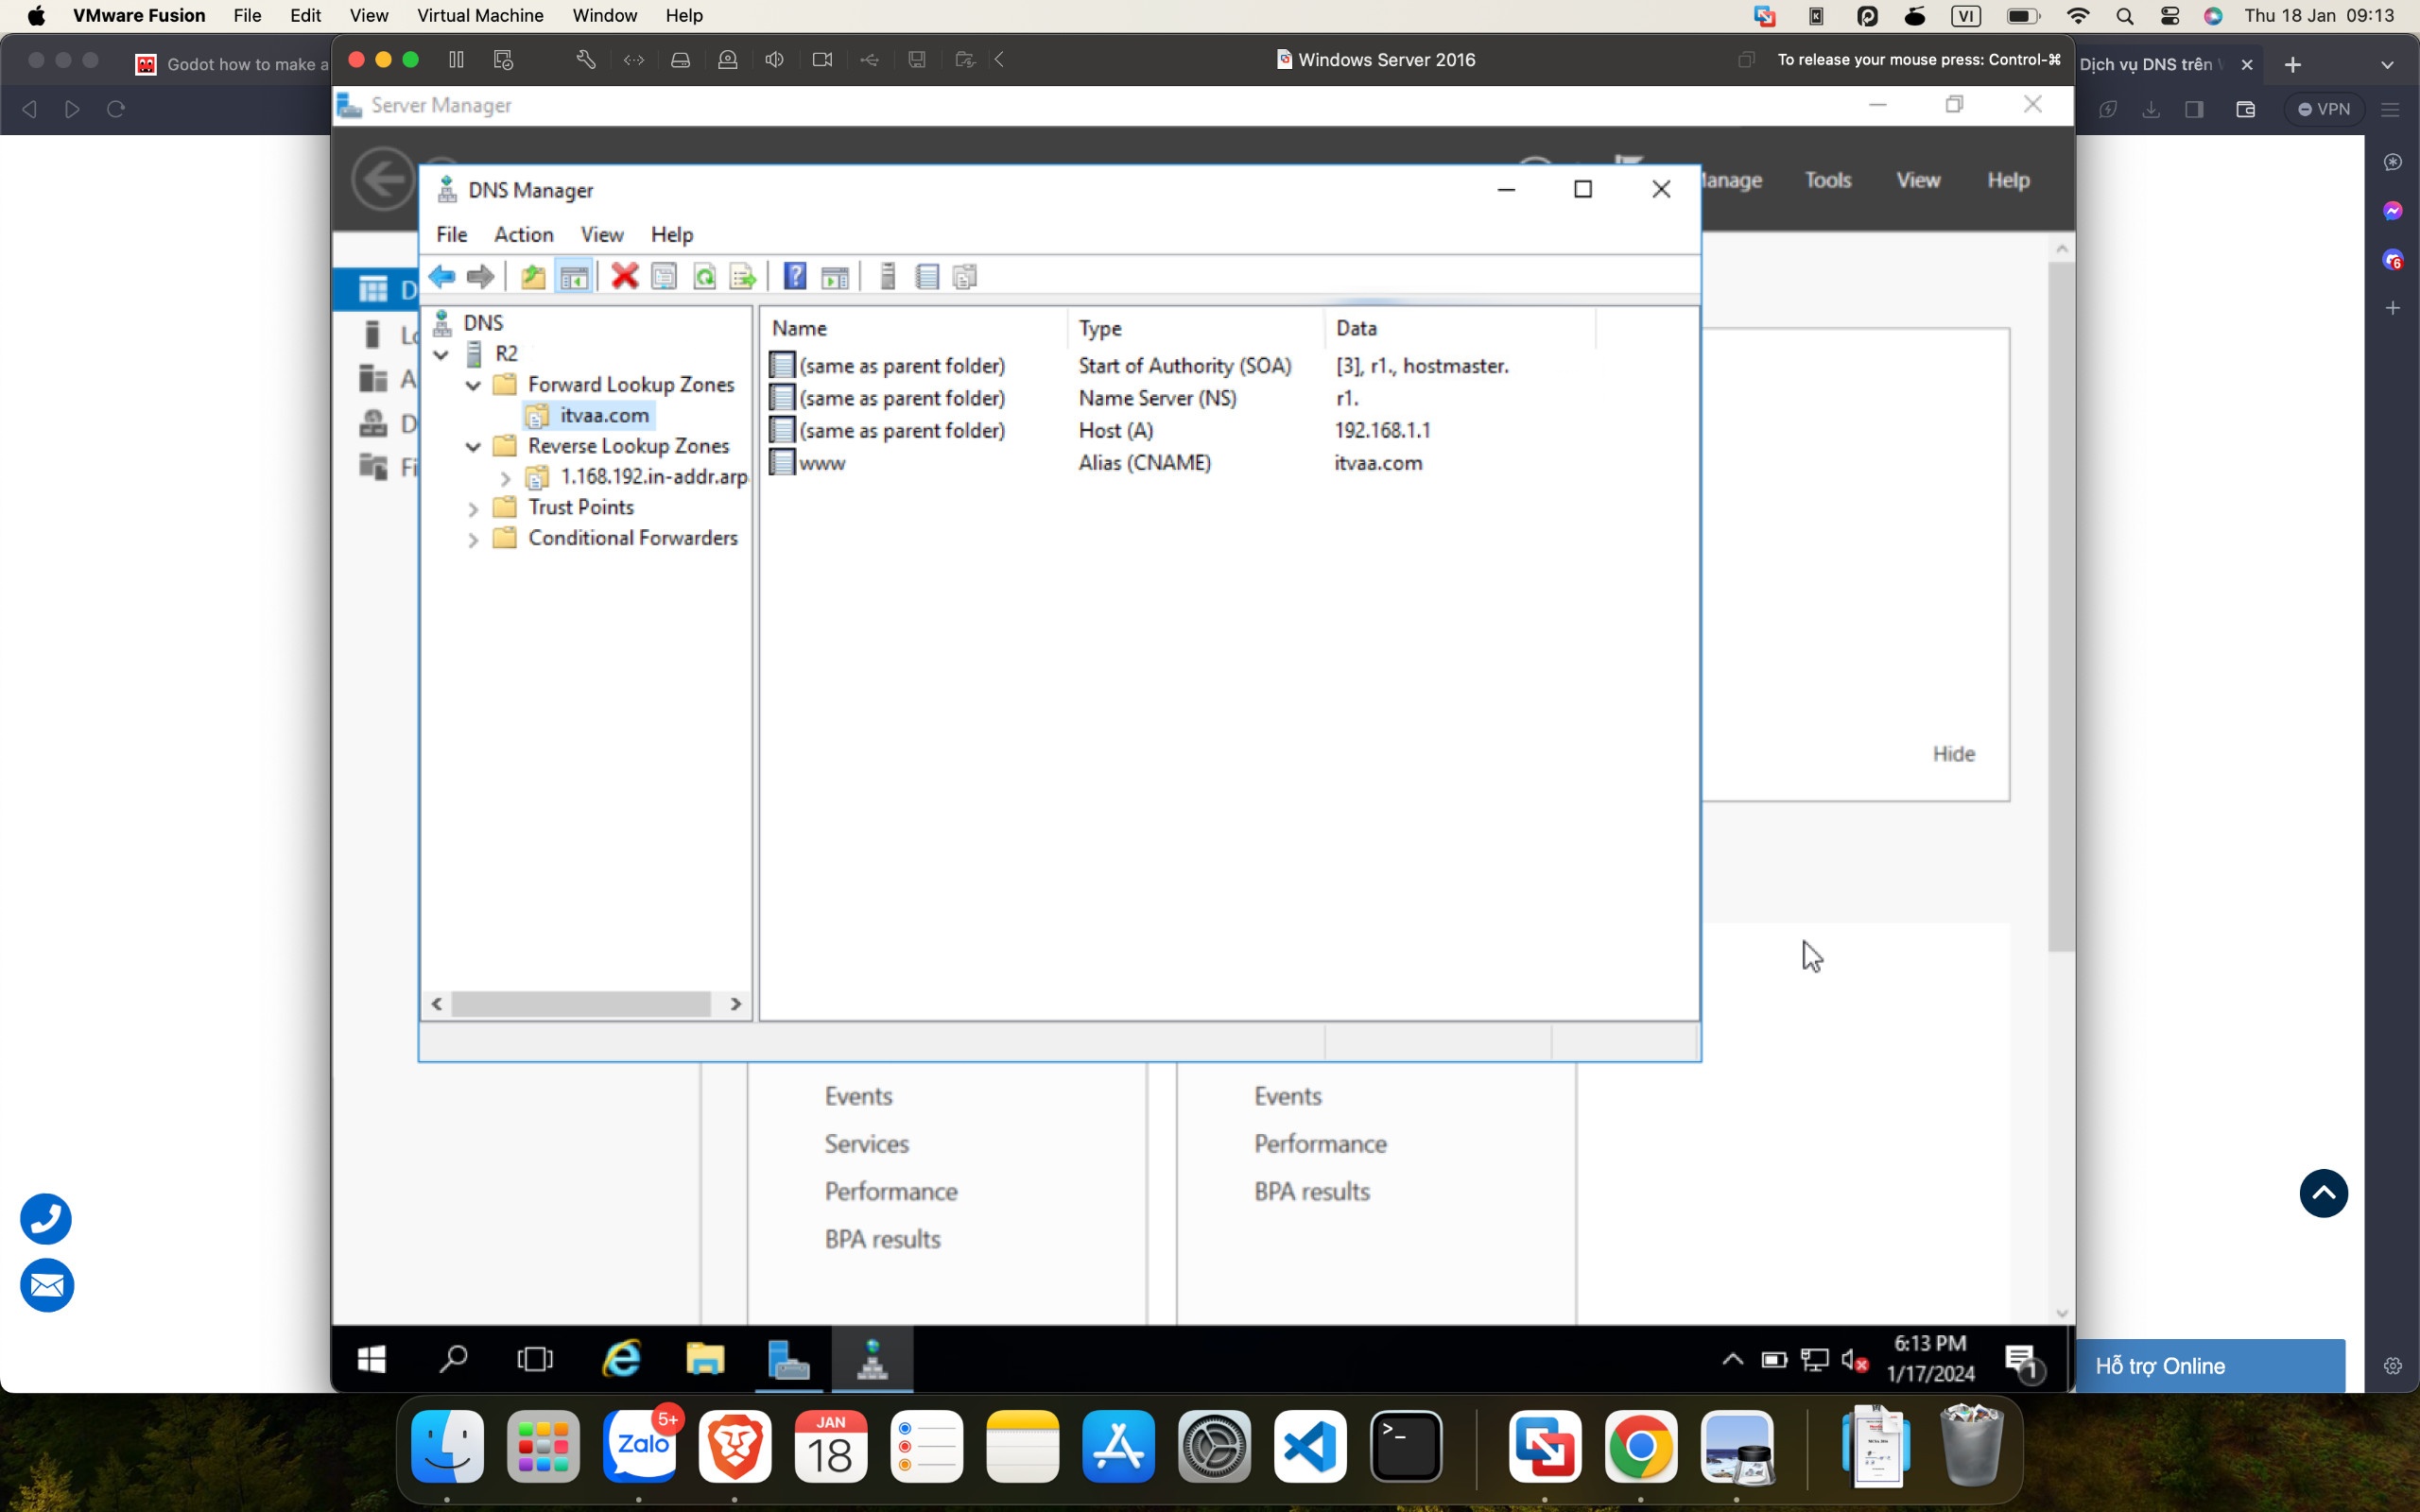 VMware Fusion File Edit View Virtual Machine Window Help VI Thu 18 Jan 09:13
Godot how to make a
Windows Server 2016
To release your mouse press: Control-⌘
Dịch vụ DNS trên
VPN
Server Manager
Manage Tools View Help
DNS Manager
File Action View Help
DNS
R2
Forward Lookup Zones
itvaa.com
Reverse Lookup Zones
1.168.192.in-addr.arp
Trust Points
Conditional Forwarders
Name Type Data
(same as parent folder) Start of Authority (SOA) [3], r1., hostmaster.
(same as parent folder) Name Server (NS) r1.
(same as parent folder) Host (A) 192.168.1.1
www Alias (CNAME) itvaa.com
D
Lo
A
D
Fi
6
Hide
Events
Services
Performance
BPA results
Events
Performance
BPA results
6:13 PM
1/17/2024
1
Hỗ trợ Online
Zalo
5+
JAN
18
>_